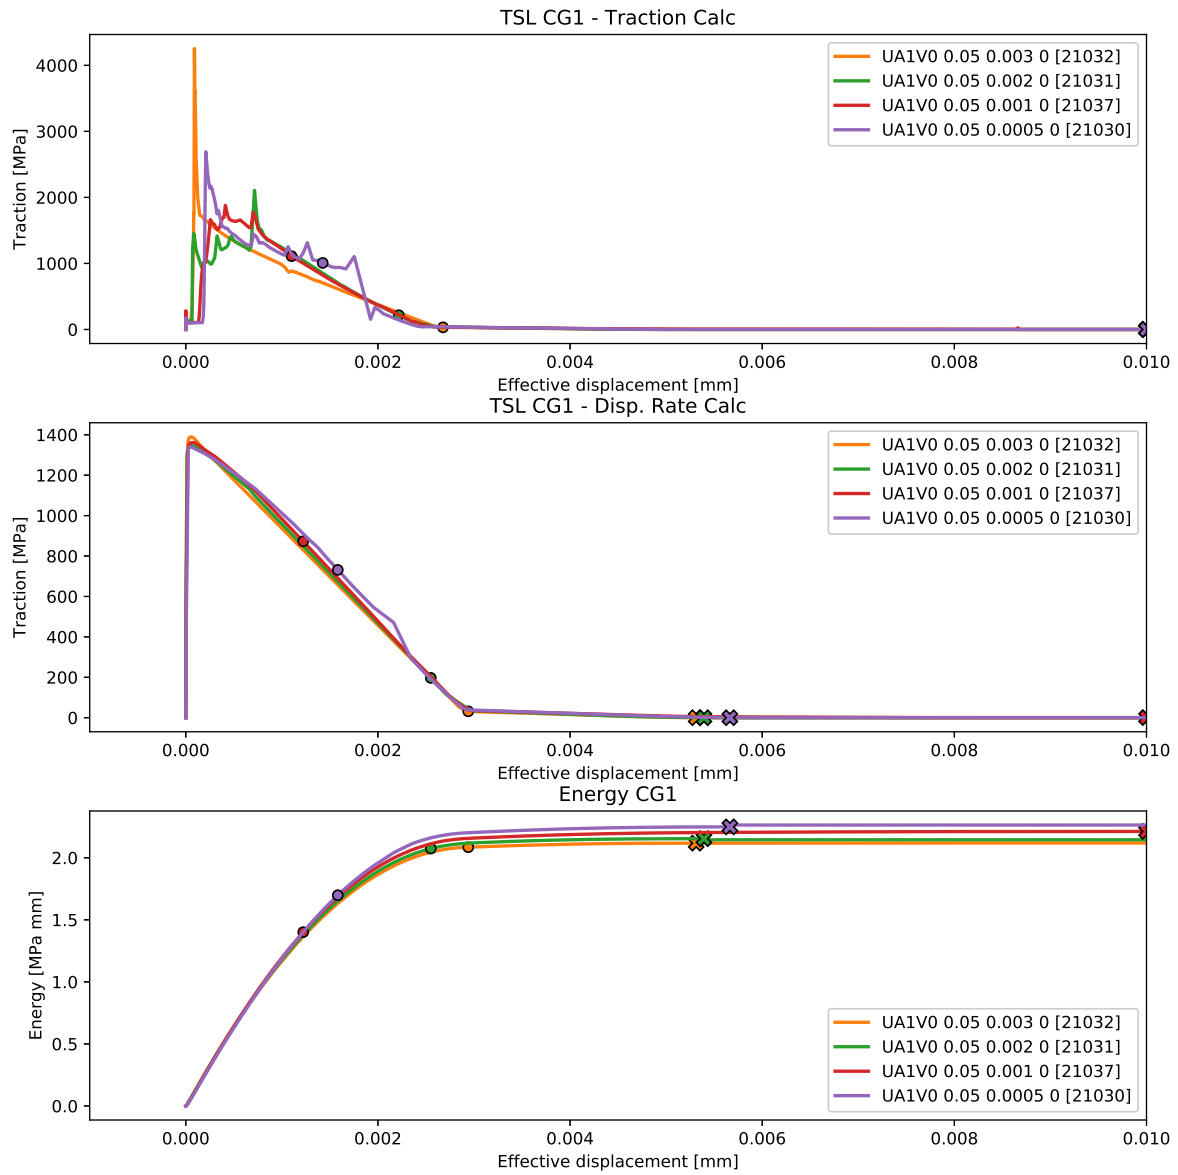 TSL CG1 - Traction Calc
4000
3000
2000
1000
0
Traction [MPa]
UA1V0 0.05 0.003 0 [21032]
UA1V0 0.05 0.002 0 [21031]
UA1V0 0.05 0.001 0 [21037]
UA1V0 0.05 0.0005 0 [21030]
0.000 0.002 0.004 0.006 0.008 0.010
Effective displacement [mm]
TSL CG1 - Disp. Rate Calc
1400
1200
1000
800
600
400
200
0
Traction [MPa]
UA1V0 0.05 0.003 0 [21032]
UA1V0 0.05 0.002 0 [21031]
UA1V0 0.05 0.001 0 [21037]
UA1V0 0.05 0.0005 0 [21030]
0.000 0.002 0.004 0.006 0.008 0.010
Effective displacement [mm]
Energy CG1
2.0
1.5
1.0
0.5
0.0
Energy [MPa mm]
UA1V0 0.05 0.003 0 [21032]
UA1V0 0.05 0.002 0 [21031]
UA1V0 0.05 0.001 0 [21037]
UA1V0 0.05 0.0005 0 [21030]
0.000 0.002 0.004 0.006 0.008 0.010
Effective displacement [mm]